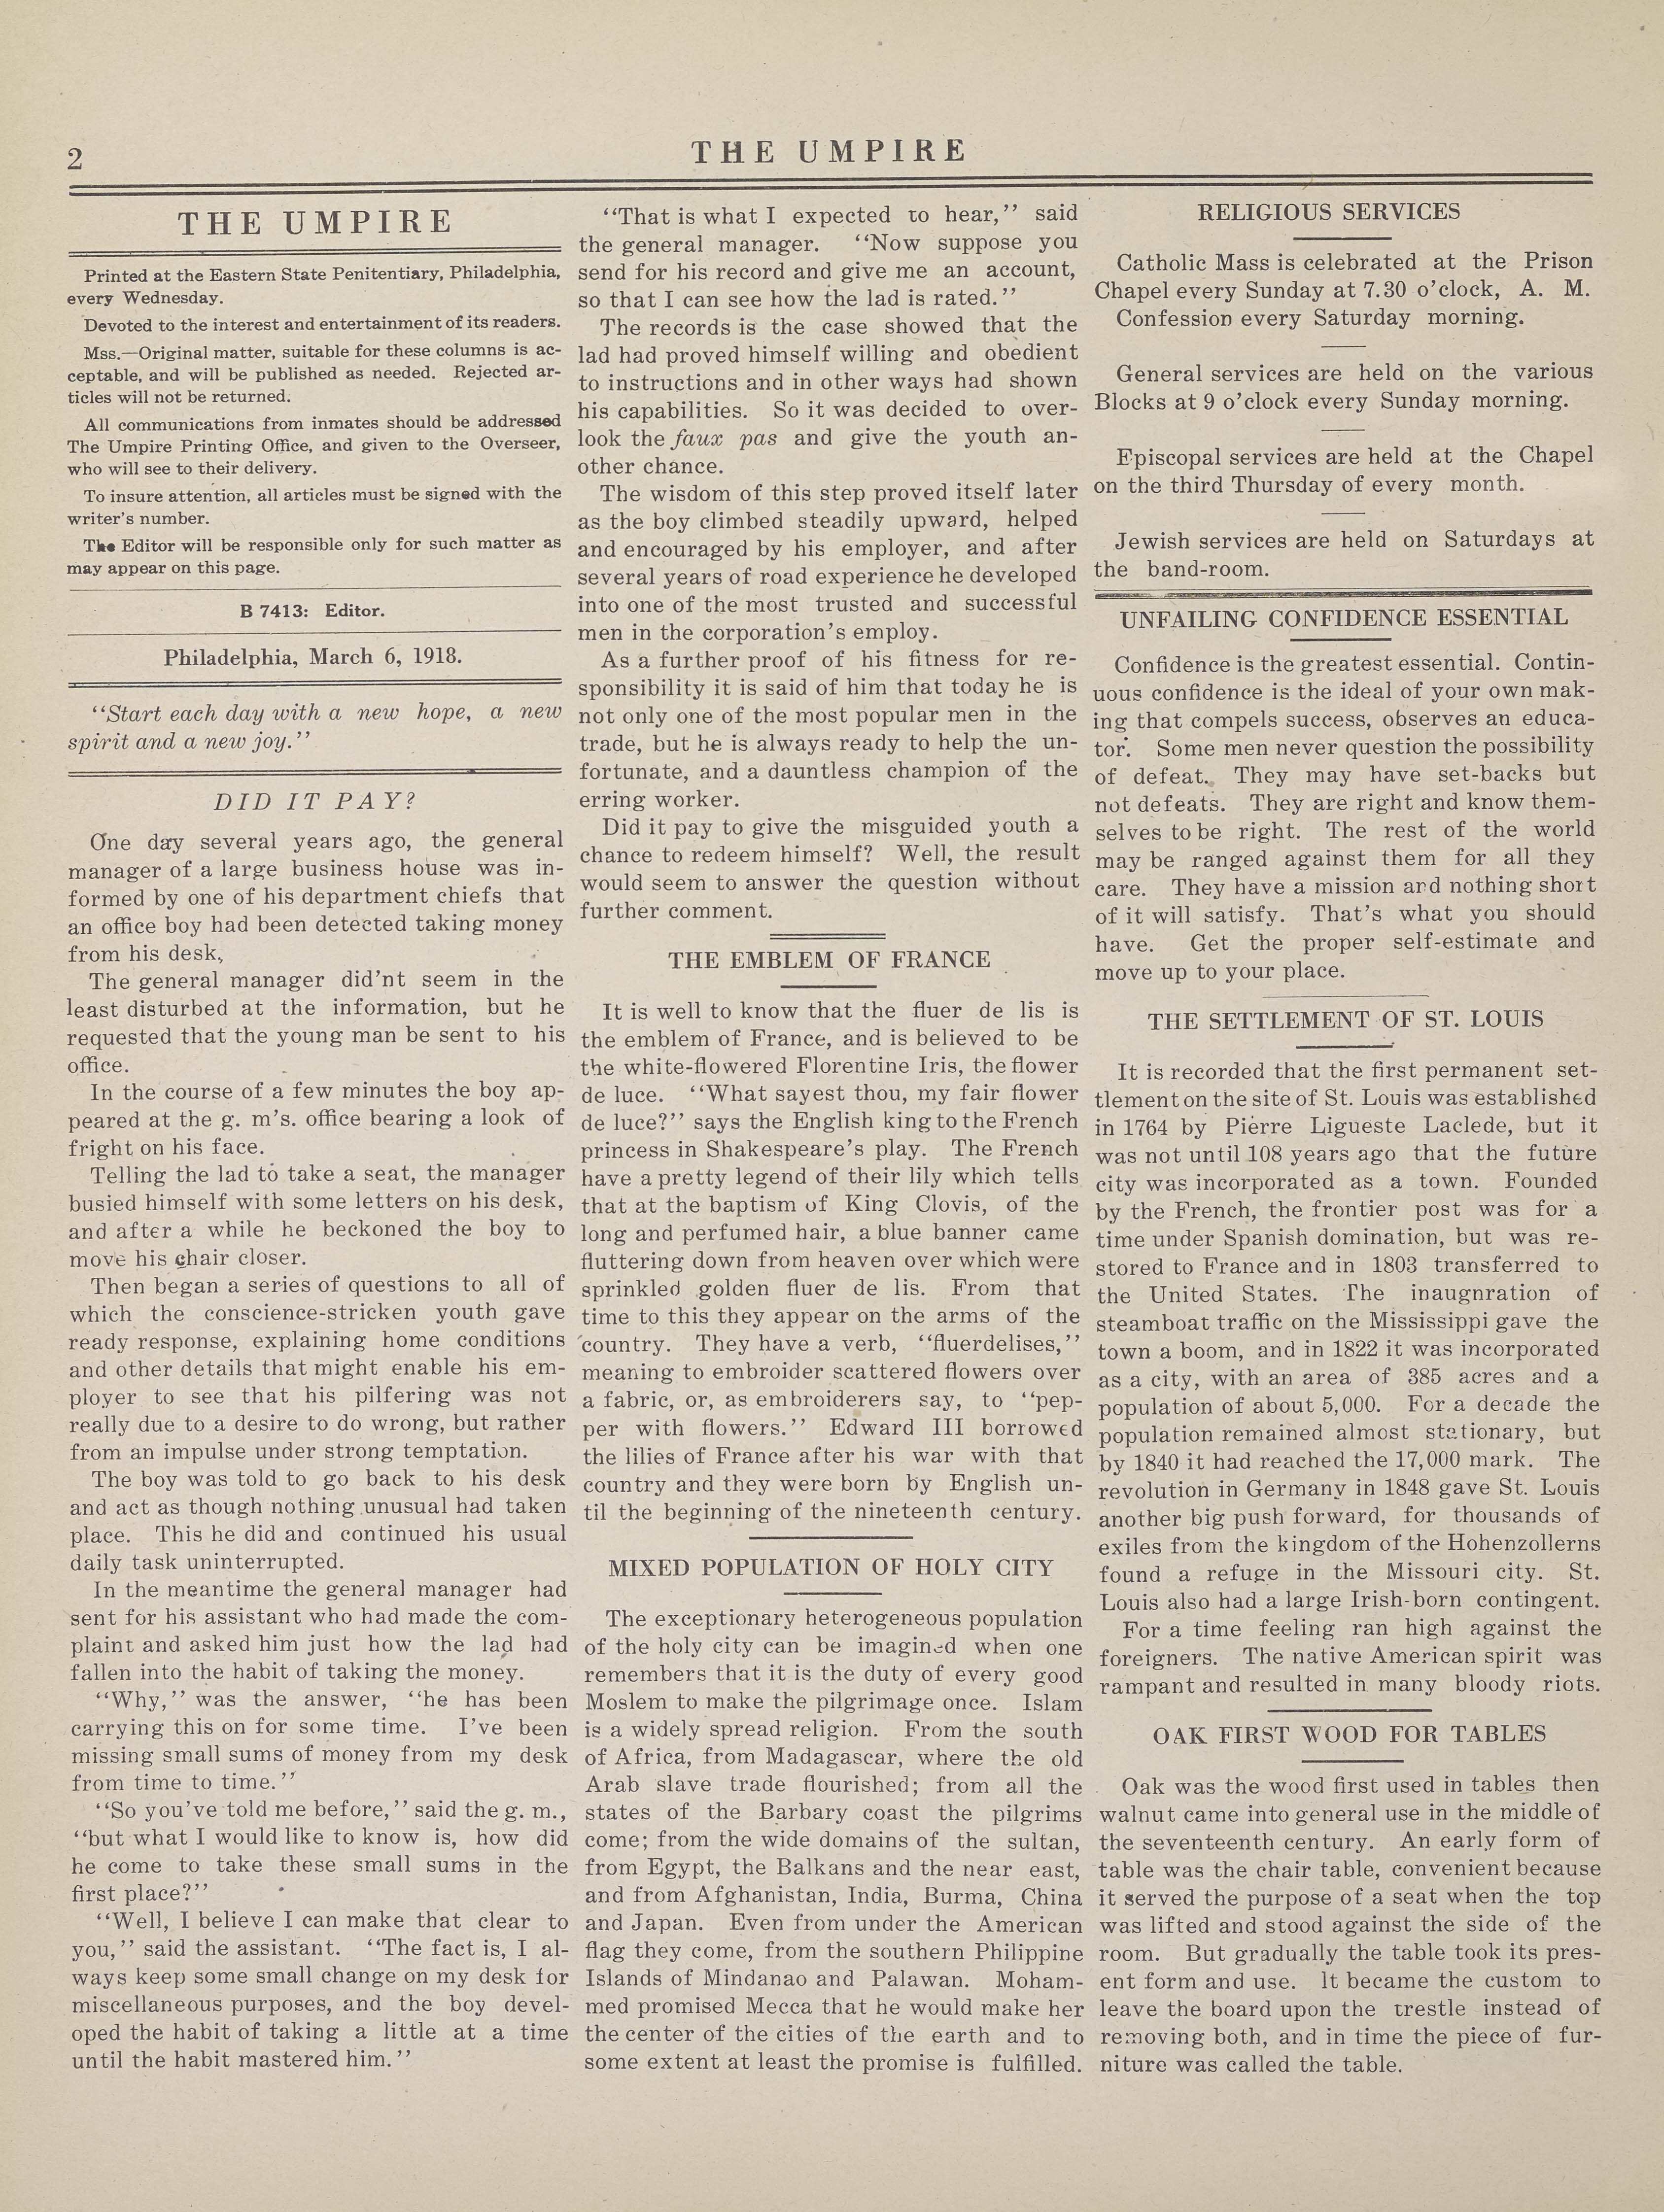 2
THE UMPIRE
THE UMPIRE
Printed at the Eastern State Penitentiary, Philadelphia,
every Wednesday.
Devoted to the interest and entertainment of its readers.
Mss.—Original matter, suitable for these columns is ac-
ceptable, and will be published as needed. Rejected ar-
ticles will not be returned.
All communications from inmates should be addressed
The Umpire Printing Office, and given to the Overseer,
who will see to their delivery.
To insure attention, all articles must be signed with the
writer's number.
The Editor will be responsible only for such matter as
may appear on this page.
B 7413: Editor.
Philadelphia, March 6, 1918.
"Start each day with a new hope, a new
spirit and a new joy."
DID IT PAY?
One day several years ago, the general
manager of a large business house was in-
formed by one of his department chiefs that
an office boy had been detected taking money
from his desk,
The general manager did'nt seem in the
least disturbed at the information, but he
requested that the young man be sent to his
office.
In the course of a few minutes the boy ap-
peared at the g. m's. office bearing a look of
fright on his face.
Telling the lad to take a seat, the manager
busied himself with some letters on his desk,
and after a while he beckoned the boy to
move his chair closer.
Then began a series of questions to all of
which the conscience-stricken youth gave
ready response, explaining home conditions
and other details that might enable his em-
ployer to see that his pilfering was not
really due to a desire to do wrong, but rather
from an impulse under strong temptation.
The boy was told to go back to his desk
and act as though nothing unusual had taken
place. This he did and continued his usual
daily task uninterrupted.
In the meantime the general manager had
sent for his assistant who had made the com-
plaint and asked him just how the lad had
fallen into the habit of taking the money.
"Why," was the answer, "he has been
carrying this on for some time. I've been
missing small sums of money from my desk
from time to time."
"So you've told me before," said the g. m.,
"but what I would like to know is, how did
he come to take these small sums in the
first place?"
"Well, I believe I can make that clear to
you," said the assistant. "The fact is, I al-
ways keep some small change on my desk for
miscellaneous purposes, and the boy devel-
oped the habit of taking a little at a time
until the habit mastered him."
"That is what I expected to hear," said
the general manager. "Now suppose you
send for his record and give me an account,
so that I can see how the lad is rated."
The records is the case showed that the
lad had proved himself willing and obedient
to instructions and in other ways had shown
his capabilities. So it was decided to over-
look the faux pas and give the youth an-
other chance.
The wisdom of this step proved itself later
as the boy climbed steadily upward, helped
and encouraged by his employer, and after
several years of road experience he developed
into one of the most trusted and successful
men in the corporation's employ.
As a further proof of his fitness for re-
sponsibility it is said of him that today he is
not only one of the most popular men in the
trade, but he is always ready to help the un-
fortunate, and a dauntless champion of the
erring worker.
Did it pay to give the misguided youth a
chance to redeem himself? Well, the result
would seem to answer the question without
further comment.
THE EMBLEM OF FRANCE
It is well to know that the fluer de lis is
the emblem of France, and is believed to be
the white-flowered Florentine Iris, the flower
de luce. "What sayest thou, my fair flower
de luce?" says the English king to the French
princess in Shakespeare's play. The French
have a pretty legend of their lily which tells
that at the baptism of King Clovis, of the
long and perfumed hair, a blue banner came
fluttering down from heaven over which were
sprinkled golden fluer de lis. From that
time to this they appear on the arms of the
country. They have a verb, "fluerdelises,"
meaning to embroider scattered flowers over
a fabric, or, as embroiderers say, to "pep-
per with flowers." Edward III borrowed
the lilies of France after his war with that
country and they were born by English un-
til the beginning of the nineteenth century.
MIXED POPULATION OF HOLY CITY
The exceptionary heterogeneous population
of the holy city can be imagined when one
remembers that it is the duty of every good
Moslem to make the pilgrimage once. Islam
is a widely spread religion. From the south
of Africa, from Madagascar, where the old
Arab slave trade flourished; from all the
states of the Barbary coast the pilgrims
come; from the wide domains of the sultan,
from Egypt, the Balkans and the near east,
and from Afghanistan, India, Burma, China
and Japan. Even from under the American
flag they come, from the southern Philippine
Islands of Mindanao and Palawan. Moham-
med promised Mecca that he would make her
the center of the cities of the earth and to
some extent at least the promise is fulfilled.
RELIGIOUS SERVICES
Catholic Mass is celebrated at the Prison
Chapel every Sunday at 7.30 o'clock, A. M.
Confession every Saturday morning.
General services are held on the various
Blocks at 9 o'clock every Sunday morning.
Episcopal services are held at the Chapel
on the third Thursday of every month.
Jewish services are held on Saturdays at
the band-room.
UNFAILING CONFIDENCE ESSENTIAL
Confidence is the greatest essential. Contin-
uous confidence is the ideal of your own mak-
ing that compels success, observes an educa-
tor. Some men never question the possibility
of defeat. They may have set-backs but
not defeats. They are right and know them-
selves to be right. The rest of the world
may be ranged against them for all they
care. They have a mission and nothing short
of it will satisfy. That's what you should
have. Get the proper self-estimate and
move up to your place.
THE SETTLEMENT OF ST. LOUIS
It is recorded that the first permanent set-
tlement on the site of St. Louis was established
in 1764 by Pierre Ligueste Laclede, but it
was not until 108 years ago that the future
city was incorporated as a town. Founded
by the French, the frontier post was for a
time under Spanish domination, but was re-
stored to France and in 1803 transferred to
the United States. The inaugnration of
steamboat traffic on the Mississippi gave the
town a boom, and in 1822 it was incorporated
as a city, with an area of 385 acres and a
population of about 5,000. For a decade the
population remained almost stationary, but
by 1840 it had reached the 17,000 mark. The
revolution in Germany in 1848 gave St. Louis
another big push forward, for thousands of
exiles from the kingdom of the Hohenzollerns
found a refuge in the Missouri city. St.
Louis also had a large Irish-born contingent.
For a time feeling ran high against the
foreigners. The native American spirit was
rampant and resulted in many bloody riots.
OAK FIRST WOOD FOR TABLES
Oak was the wood first used in tables then
walnut came into general use in the middle of
the seventeenth century. An early form of
table was the chair table, convenient because
it served the purpose of a seat when the top
was lifted and stood against the side of the
room. But gradually the table took its pres-
ent form and use. It became the custom to
leave the board upon the trestle instead of
removing both, and in time the piece of fur-
niture was called the table.